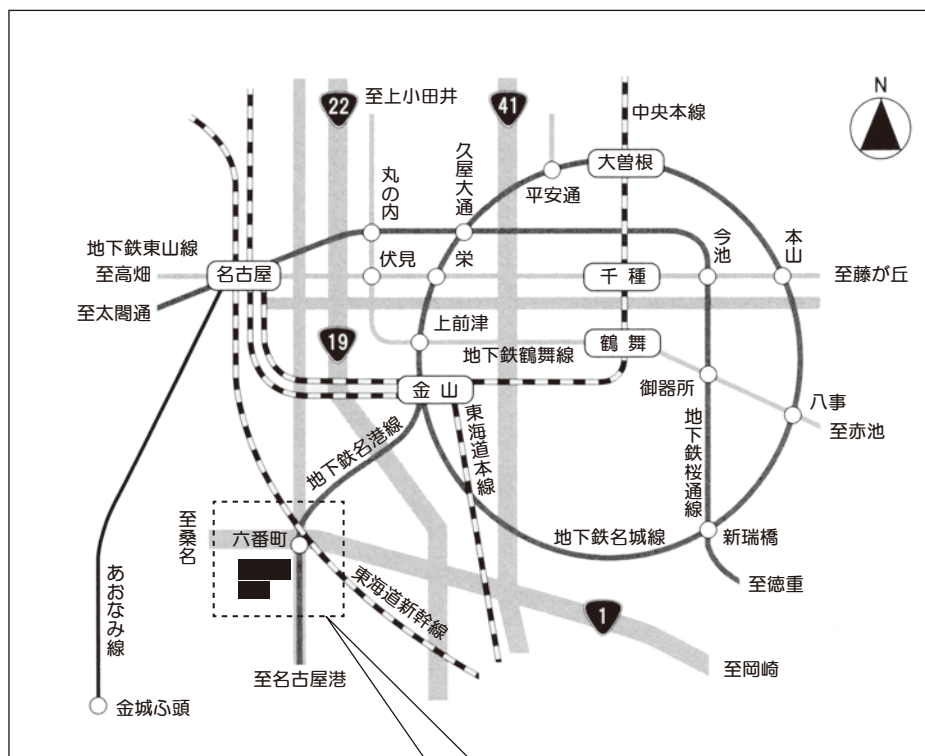 N
22
至上小田井
41
中央本線
大曽根
久屋大通
平安通
丸の内
今池
本山
地下鉄東山線
至高畑
名古屋
伏見
栄
千種
至藤が丘
至太閤通
19
上前津
地下鉄鶴舞線
鶴舞
金山
御器所
八事
至赤池
東海道本線
地下鉄名港線
地下鉄桜通線
至桑名
六番町
地下鉄名城線
新瑞橋
あおなみ線
東海道新幹線
至徳重
1
至名古屋港
至岡崎
金城ふ頭